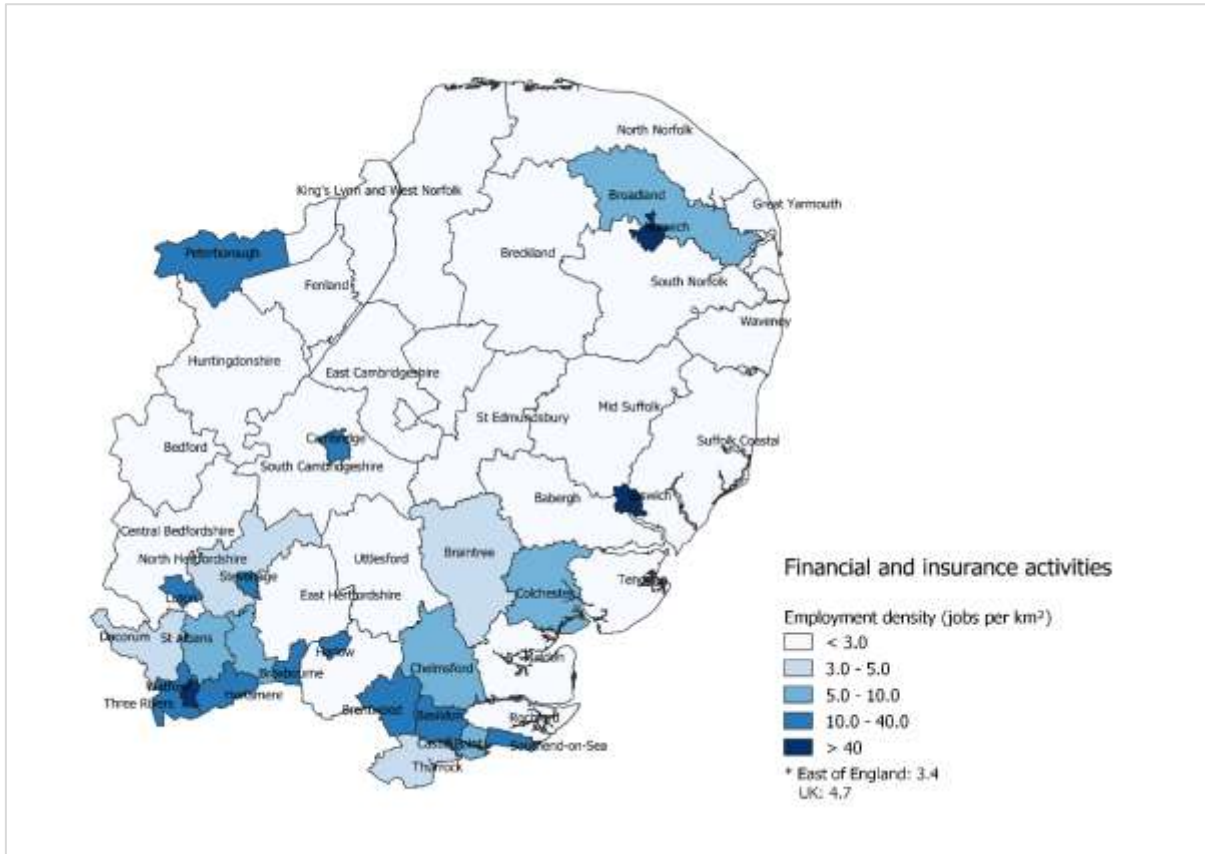 North Norfolk
King's Lynn and West Norfolk
Broadland
Great Yarmouth
Peterborough
Breckland
South Norfolk
Fenland
Waveney
Huntingdonshire
East Cambridgeshire
Mid Suffolk
St Edmundsbury
Cambridge
Suffolk Coastal
Bedford
South Cambridgeshire
Babergh
Ipswich
Central Bedfordshire
North Hertfordshire
Uttlesford
Braintree
Stevenage
Luton
East Hertfordshire
Colchester
Dacorum
St Albans
Harlow
Maldon
Chelmsford
Broxbourne
Watford
Hertsmere
Three Rivers
Brentwood
Basildon
Rochford
Castle Point
Southend-on-Sea
Thurrock
Financial and insurance activities
Employment density (jobs per km²)
< 3.0
3.0 - 5.0
5.0 - 10.0
10.0 - 40.0
> 40
* East of England: 3.4
UK: 4.7